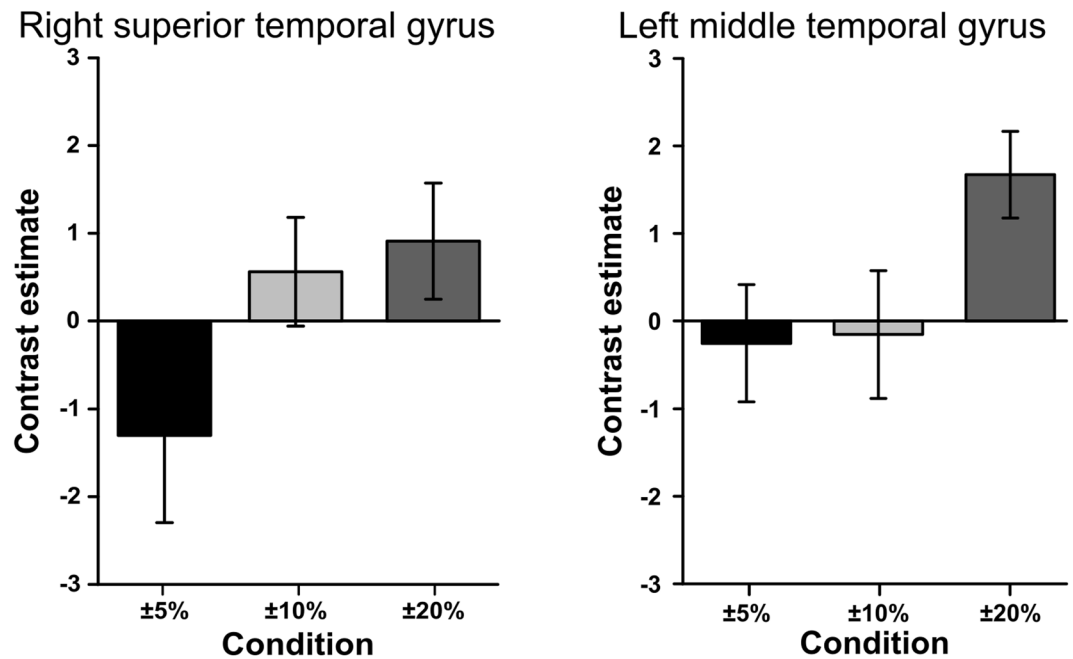 Right superior temporal gyrus
Contrast estimate
3
2
1
0
-1
-2
-3
±5% ±10% ±20%
Condition
Left middle temporal gyrus
Contrast estimate
3
2
1
0
-1
-2
-3
±5% ±10% ±20%
Condition